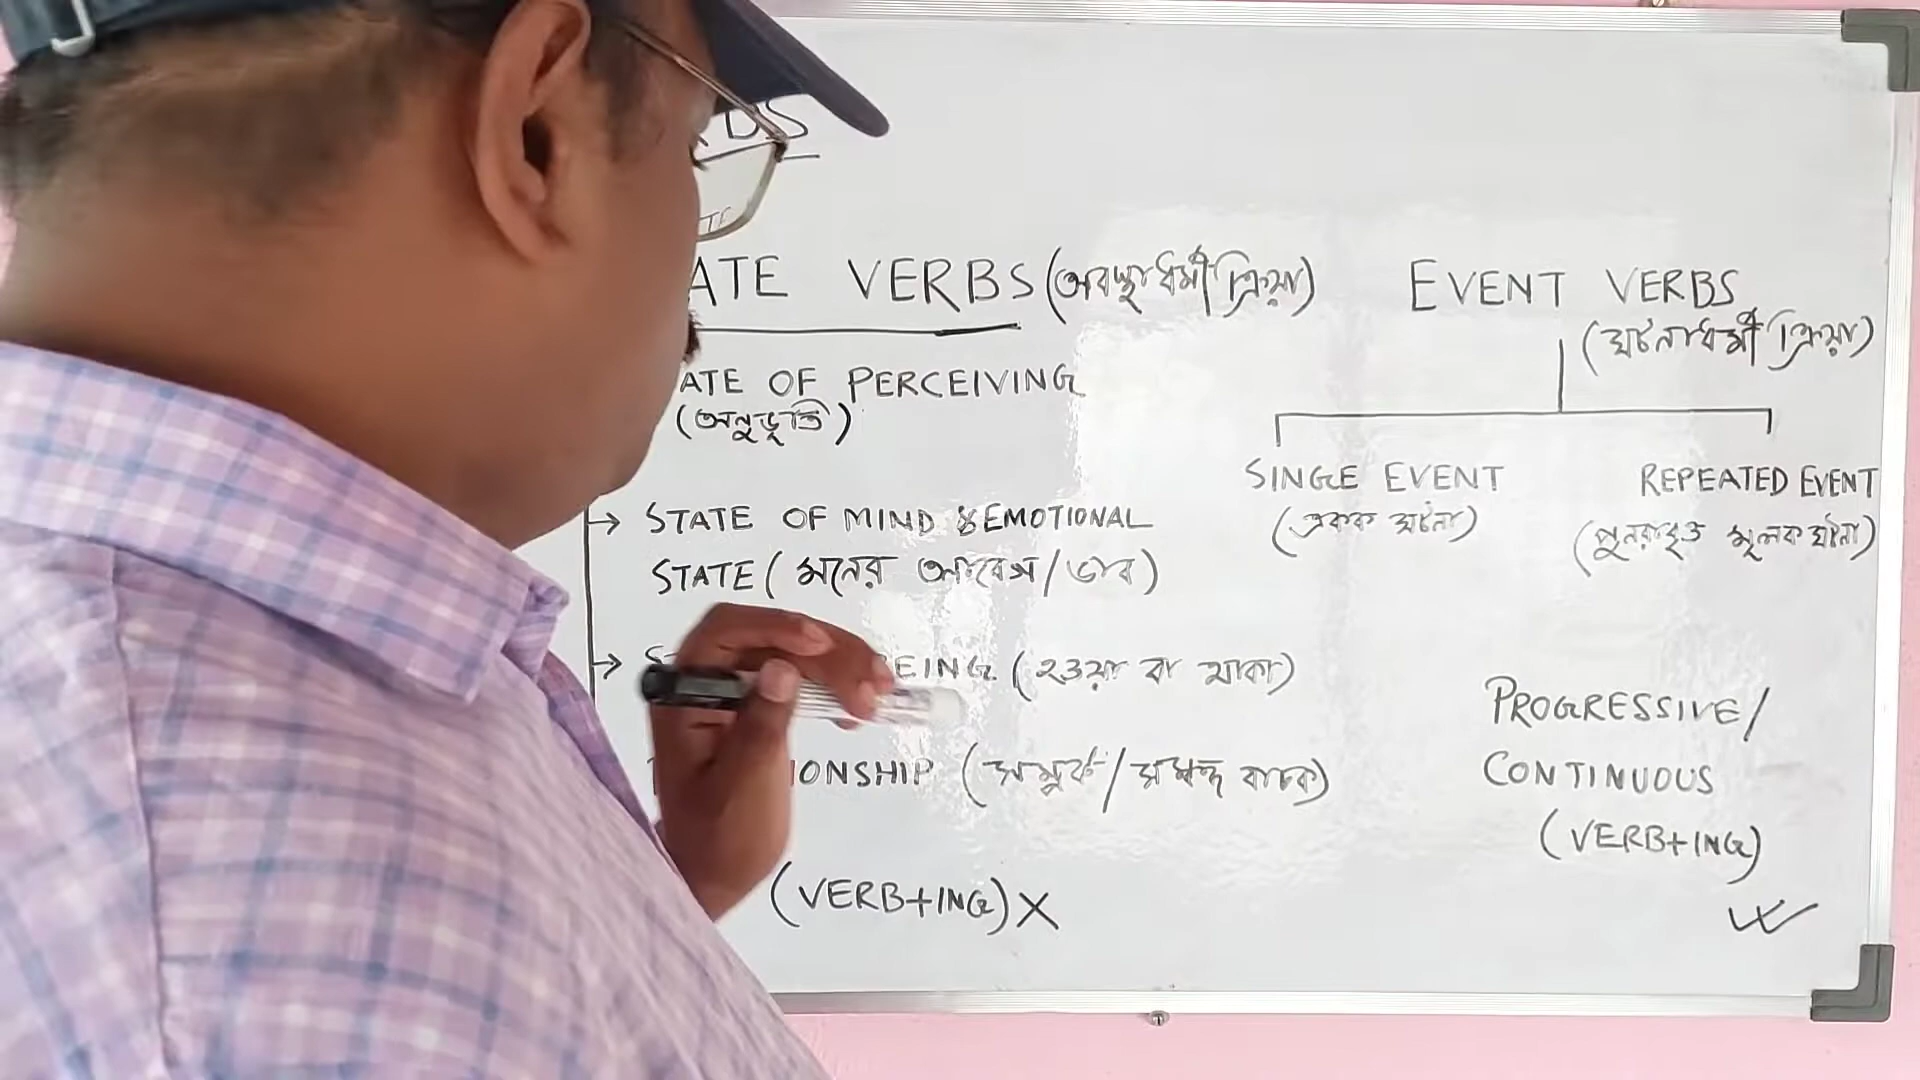 ATE VERBS (অবস্থাধর্মী ক্রিয়া)
ATE OF PERCEIVING
(অনুভূতি)
→ STATE OF MIND & EMOTIONAL
STATE (মনের আবেগ/ভাব)
→ S EING (হওয়া বা থাকা)
IONSHIP (সম্পর্ক/সম্বন্ধ বাচক)
(VERB+ING) X
EVENT VERBS
(ঘটনাধর্মী ক্রিয়া)
SINGLE EVENT
(একক ঘটনা)
REPEATED EVENT
(পুনরাবৃত্ত মূলক ঘটনা)
PROGRESSIVE/
CONTINUOUS
(VERB+ING)